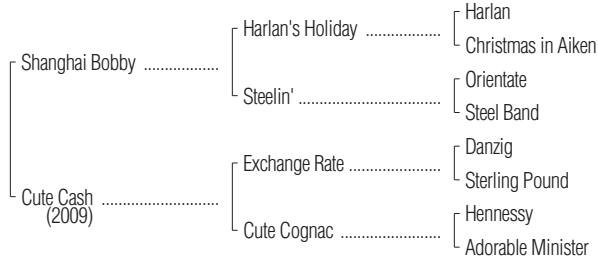 Harlan
Harlan's Holiday ..................
Christmas in Aiken
Shanghai Bobby ..................
Orientate
Steelin' ..................................
Steel Band
Danzig
Exchange Rate ......................
Sterling Pound
Cute Cash ............................
(2009)
Hennessy
Cute Cognac ........................
Adorable Minister